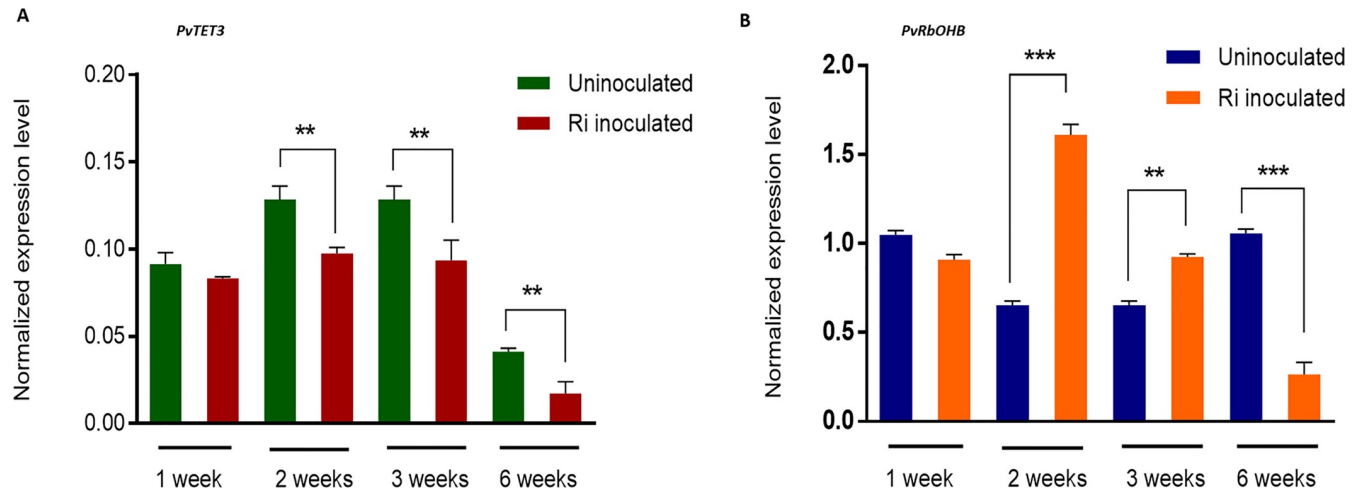 A
PvTET3
Normalized expression level
0.20
0.15
0.10
0.05
0.00
Uninoculated
Ri inoculated
**
**
**
1 week
2 weeks
3 weeks
6 weeks
B
PvRbOHB
Normalized expression level
2.0
1.5
1.0
0.5
0.0
Uninoculated
Ri inoculated
***
**
***
1 week
2 weeks
3 weeks
6 weeks